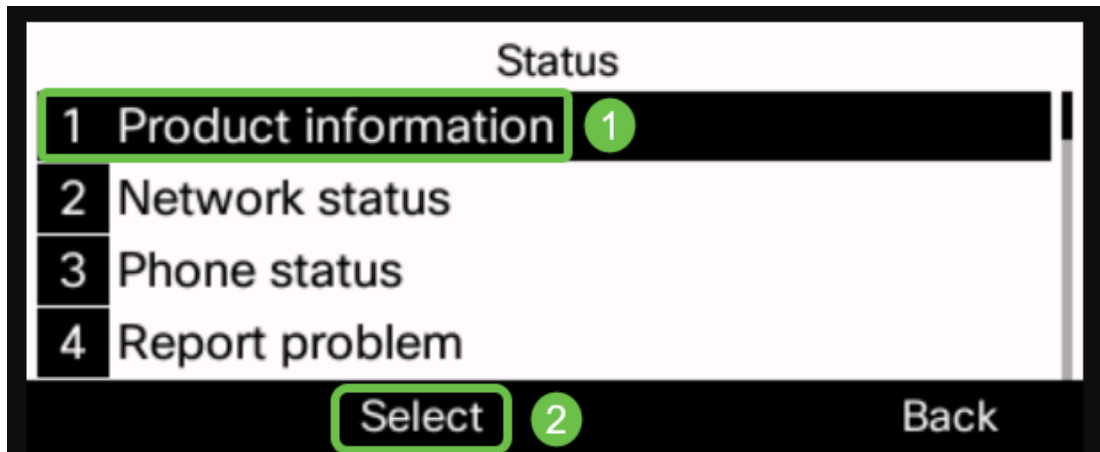 Status
1 Product information 1
2 Network status
3 Phone status
4 Report problem
Select 2 Back